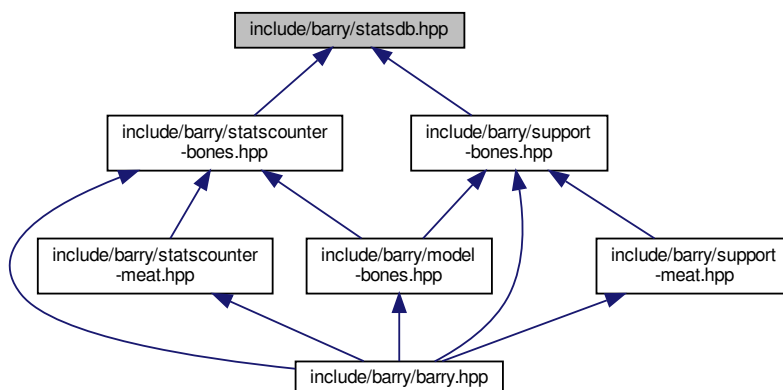 include/barry/statsdb.hpp
include/barry/statscounter
-bones.hpp
include/barry/support
-bones.hpp
include/barry/statscounter
-meat.hpp
include/barry/model
-bones.hpp
include/barry/support
-meat.hpp
include/barry/barry.hpp